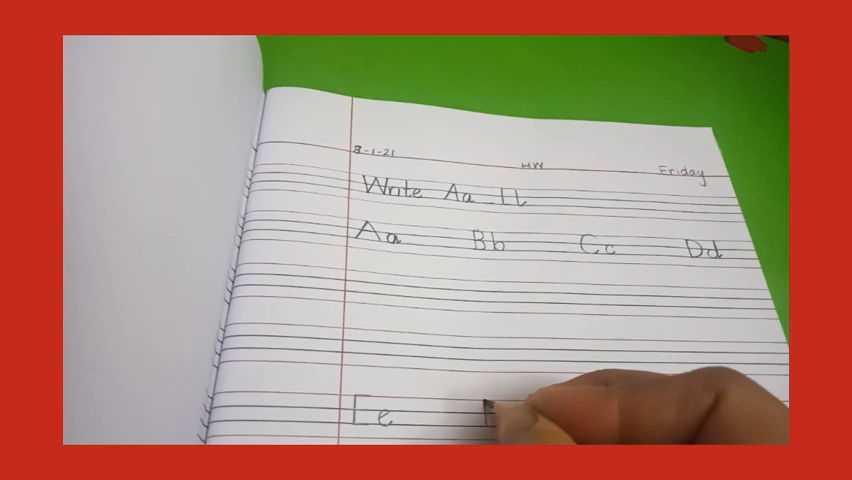 8-1-21 HW Friday
Write Aa_Ll
Aa Bb Cc Dd
Ee